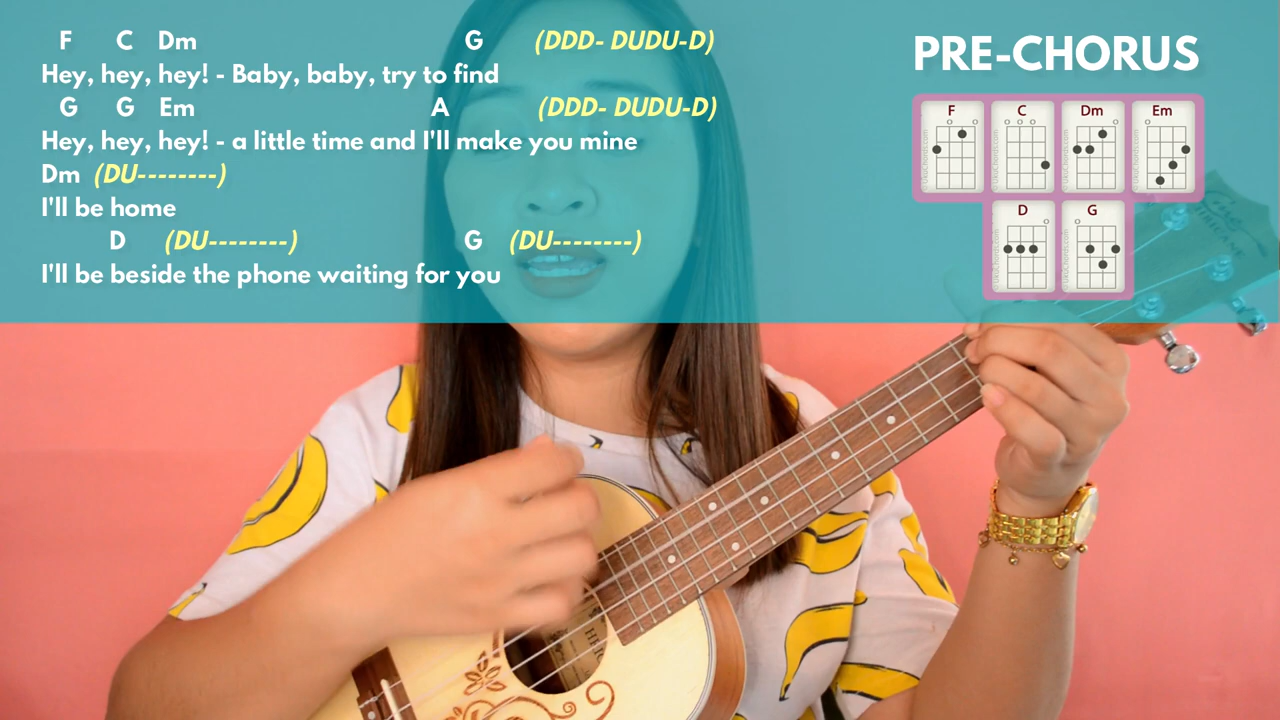 F C Dm G (DDD- DUDU-D)
Hey, hey, hey! - Baby, baby, try to find
G G Em A (DDD- DUDU-D)
Hey, hey, hey! - a little time and I'll make you mine
Dm (DU--------)
I'll be home
D (DU--------) G (DU--------)
I'll be beside the phone waiting for you
PRE-CHORUS
F C Dm Em
D G